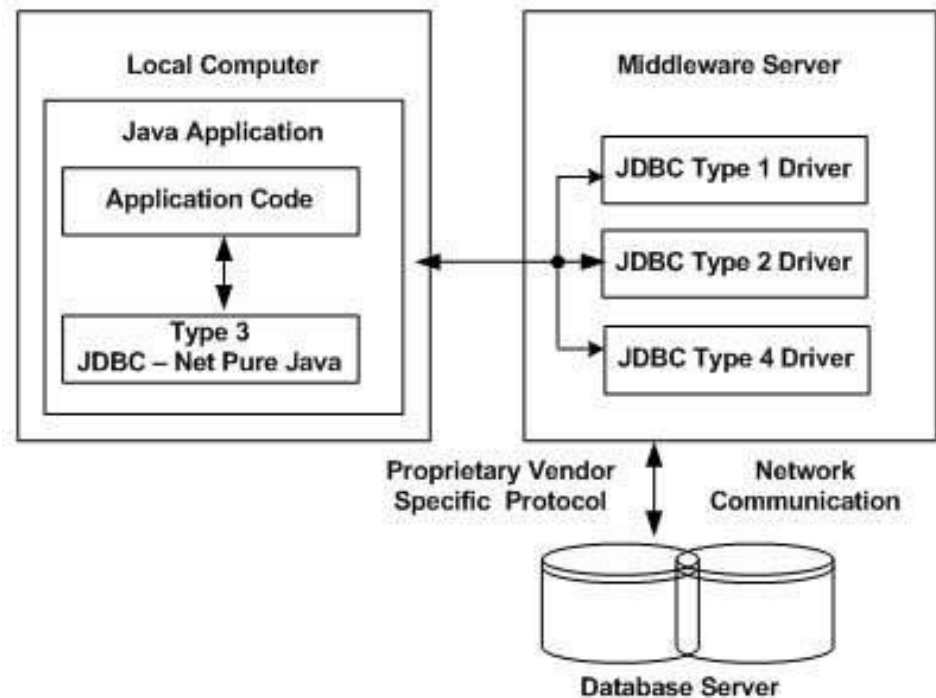 Local Computer
Java Application
Application Code
Type 3
JDBC – Net Pure Java
Middleware Server
JDBC Type 1 Driver
JDBC Type 2 Driver
JDBC Type 4 Driver
Proprietary Vendor
Specific Protocol
Network
Communication
Database Server